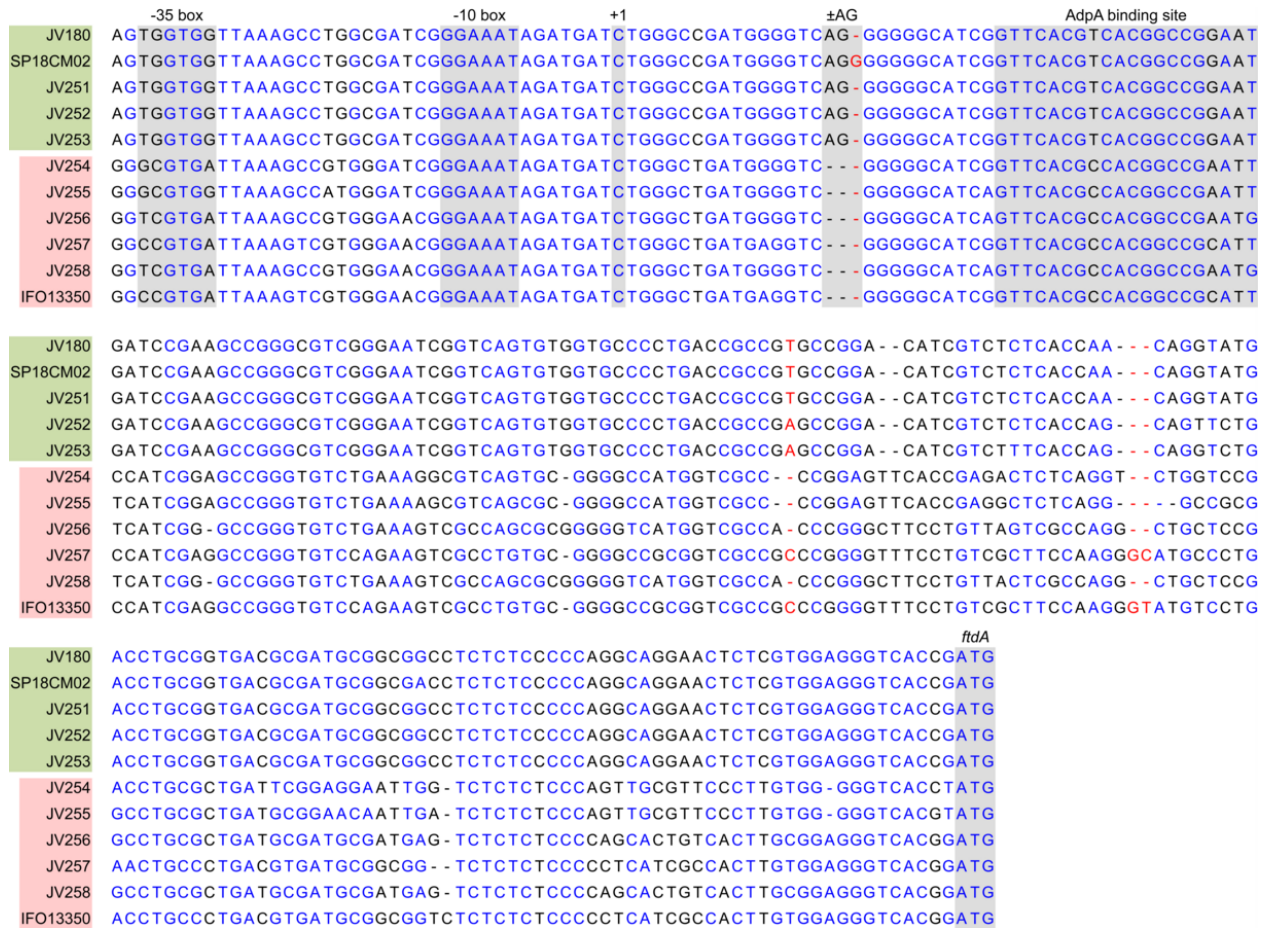 -35 box -10 box +1 ±AG AdpA binding site
JV180 AGTGGTGGTTAAAGCCTGGCGATCGGGAAATAGATGATCTGGGCCGATGGGGTCAG-GGGGGCATCGGTTCACGTCACGGCCGGAAT
SP18CM02 AGTGGTGGTTAAAGCCTGGCGATCGGGAAATAGATGATCTGGGCCGATGGGGTCAGGGGGGGCATCGGTTCACGTCACGGCCGGAAT
JV251 AGTGGTGGTTAAAGCCTGGCGATCGGGAAATAGATGATCTGGGCCGATGGGGTCAG-GGGGGCATCGGTTCACGTCACGGCCGGAAT
JV252 AGTGGTGGTTAAAGCCTGGCGATCGGGAAATAGATGATCTGGGCCGATGGGGTCAG-GGGGGCATCGGTTCACGTCACGGCCGGAAT
JV253 AGTGGTGGTTAAAGCCTGGCGATCGGGAAATAGATGATCTGGGCCGATGGGGTCAG-GGGGGCATCGGTTCACGTCACGGCCGGAAT
JV254 GGGCGTGATTAAAGCCGTGGGATCGGGAAATAGATGATCTGGGCTGATGGGGTC---GGGGGCATCGGTTCACGCCACGGCCGAATT
JV255 GGGCGTGGTTAAAGCCATGGGATCGGGAAATAGATGATCTGGGCTGATGGGGTC---GGGGGCATCAGTTCACGCCACGGCCGAATT
JV256 GGTCGTGATTAAAGCCGTGGGAACGGGAAATAGATGATCTGGGCTGATGGGGTC---GGGGGCATCAGTTCACGCCACGGCCGAATG
JV257 GGCCGTGATTAAAGTCGTGGGAACGGGAAATAGATGATCTGGGCTGATGAGGTC---GGGGGCATCGGTTCACGCCACGGCCGCATT
JV258 GGTCGTGATTAAAGCCGTGGGAACGGGAAATAGATGATCTGGGCTGATGGGGTC---GGGGGCATCAGTTCACGCCACGGCCGAATG
IFO13350 GGCCGTGATTAAAGTCGTGGGAACGGGAAATAGATGATCTGGGCTGATGAGGTC---GGGGGCATCGGTTCACGCCACGGCCGCATT
JV180 GATCCGAAGCCGGGCGTCGGGAATCGGTCAGTGTGGTGCCCCTGACCGCCGTGCCGGA--CATCGTCTCTCACCAA---CAGGTATG
SP18CM02 GATCCGAAGCCGGGCGTCGGGAATCGGTCAGTGTGGTGCCCCTGACCGCCGTGCCGGA--CATCGTCTCTCACCAA---CAGGTATG
JV251 GATCCGAAGCCGGGCGTCGGGAATCGGTCAGTGTGGTGCCCCTGACCGCCGTGCCGGA--CATCGTCTCTCACCAA---CAGGTATG
JV252 GATCCGAAGCCGGGCGTCGGGAATCGGTCAGTGTGGTGCCCCTGACCGCCGAGCCGGA--CATCGTCTCTCACCAG---CAGTTCTG
JV253 GATCCGAAGCCGGGCGTCGGGAATCGGTCAGTGTGGTGCCCCTGACCGCCGAGCCGGA--CATCGTCTTTCACCAG---CAGGTCTG
JV254 CCATCGGAGCCGGGTGTCTGAAAGGCGTCAGTGC-GGGGCCATGGTCGCC---CCGGAGTTCACCGAGACTCTCAGGT--CTGGTCCG
JV255 TCATCGGAGCCGGGTGTCTGAAAAGCGTCAGCGC-GGGGCCATGGTCGCC---CCGGAGTTCACCGAGGCTCTCAGG-----GCCGCG
JV256 TCATCGG-GCCGGGTGTCTGAAAGTCGCCAGCGCGGGGGTCATGGTCGCCA-CCCGGGCTTCCTGTTAGTCGCCAGG--CTGCTCCG
JV257 CCATCGAGGCCGGGTGTCCAGAAGTCGCCTGTGC-GGGGCCGCGGTCGCCGCCCGGGGTTTCCTGTCGCTTCCAAGGGCATGCCCTG
JV258 TCATCGG-GCCGGGTGTCTGAAAGTCGCCAGCGCGGGGGTCATGGTCGCCA-CCCGGGCTTCCTGTTACTCGCCAGG--CTGCTCCG
IFO13350 CCATCGAGGCCGGGTGTCCAGAAGTCGCCTGTGC-GGGGCCGCGGTCGCCGCCCGGGGTTTCCTGTCGCTTCCAAGGGTATGTCCTG
ftdA
JV180 ACCTGCGGTGACGCGATGCGGCGGCCTCTCTCCCCCAGGCAGGAACTCTCGTGGAGGGTCACCGATG
SP18CM02 ACCTGCGGTGACGCGATGCGGCGACCTCTCTCCCCCAGGCAGGAACTCTCGTGGAGGGTCACCGATG
JV251 ACCTGCGGTGACGCGATGCGGCGGCCTCTCTCCCCCAGGCAGGAACTCTCGTGGAGGGTCACCGATG
JV252 ACCTGCGGTGACGCGATGCGGCGGCCTCTCTCCCCCAGGCAGGAACTCTCGTGGAGGGTCACCGATG
JV253 ACCTGCGGTGACGCGATGCGGCGGCCTCTCTCCCCCAGGCAGGAACTCTCGTGGAGGGTCACCGATG
JV254 ACCTGCGCTGATTCGGAGGAATTGG-TCTCTCTCCCAGTTGCGTTCCCTTGTGG-GGGTCACCTATG
JV255 GCCTGCGCTGATGCGGAACAATTGA-TCTCTCTCCCAGTTGCGTTCCCTTGTGG-GGGTCACGTATG
JV256 GCCTGCGCTGATGCGATGCGATGAG-TCTCTCTCCCCAGCACTGTCACTTGCGGAGGGTCACGGATG
JV257 AACTGCCCTGACGTGATGCGGCGG--TCTCTCTCCCCCTCATCGCCACTTGTGGAGGGTCACGGATG
JV258 GCCTGCGCTGATGCGATGCGATGAG-TCTCTCTCCCCAGCACTGTCACTTGCGGAGGGTCACGGATG
IFO13350 ACCTGCCCTGACGTGATGCGGCGGTCTCTCTCTCCCCCTCATCGCCACTTGTGGAGGGTCACGGATG